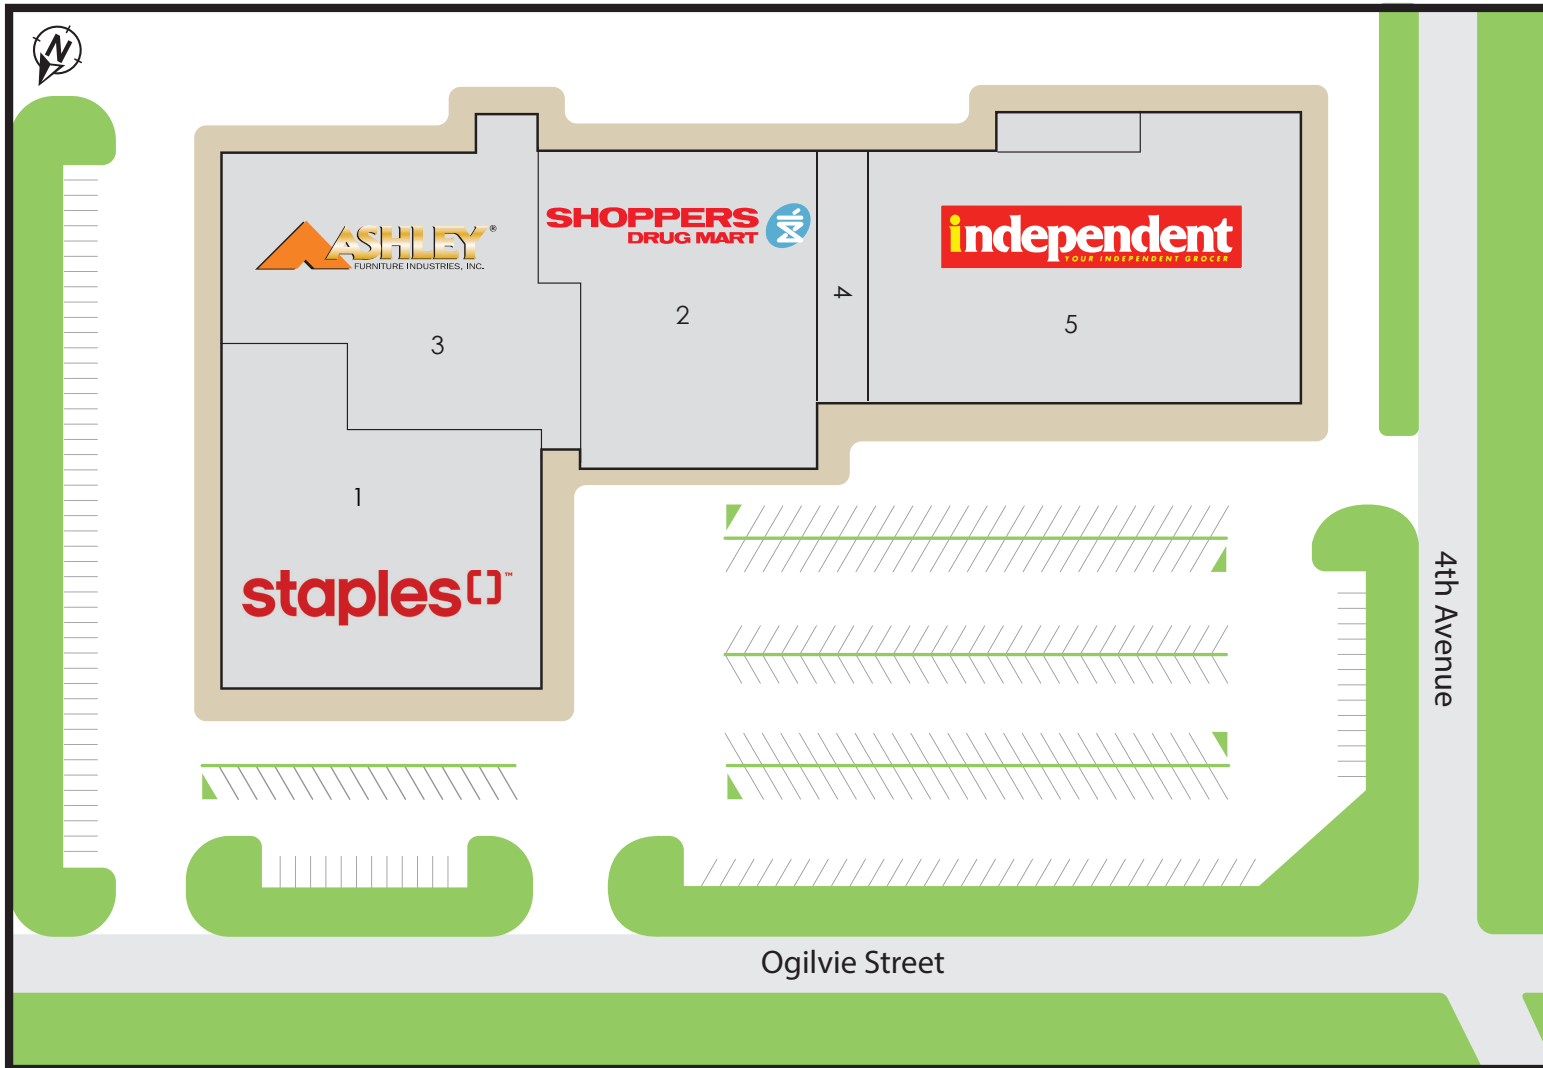 N
ASHLEY®
FURNITURE INDUSTRIES, INC.
SHOPPERS
DRUG MART
independent
YOUR INDEPENDENT GROCER
4
2
5
3
1
staples™
4th Avenue
Ogilvie Street